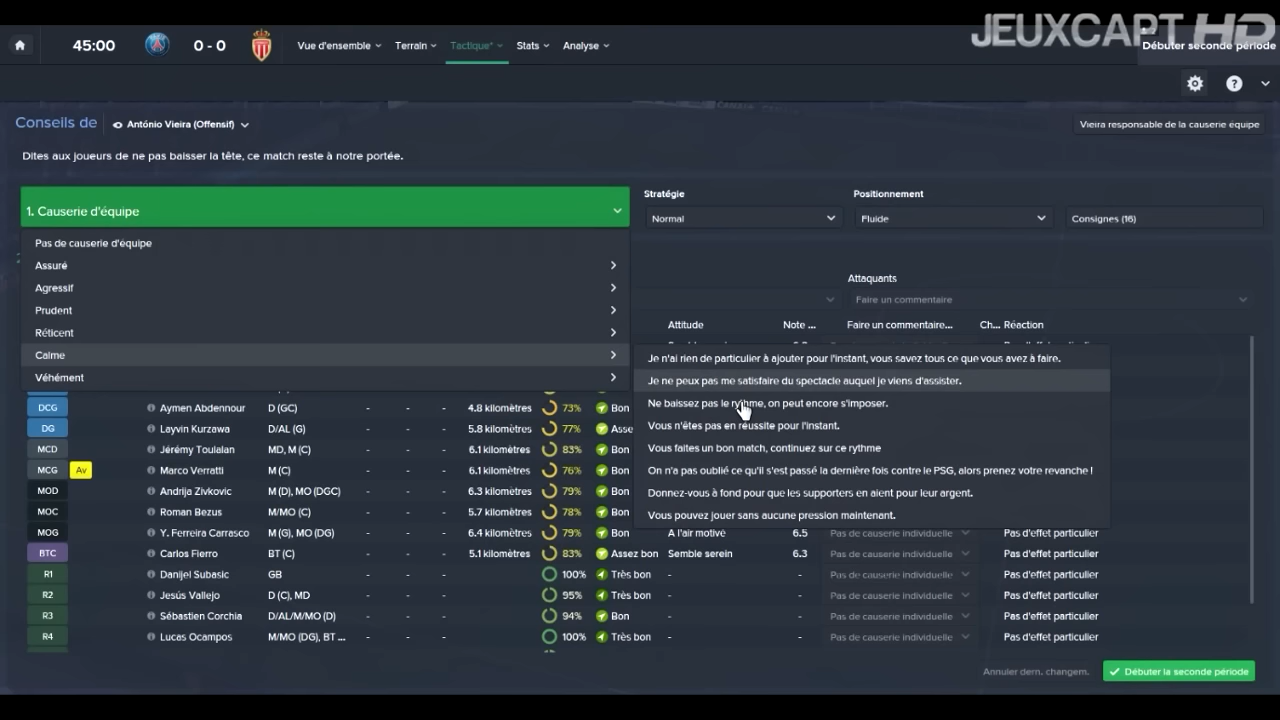 JEUXCAPT HD
45:00 0 - 0 Vue d'ensemble Terrain Tactique* Stats Analyse Débuter seconde période
Conseils de António Vieira (Offensif) Vieira responsable de la causerie équipe
Dites aux joueurs de ne pas baisser la tête, ce match reste à notre portée.
Stratégie Positionnement
1. Causerie d'équipe Normal Fluide Consignes (16)
Pas de causerie d'équipe
Assuré
Agressif Attaquants
Prudent Faire un commentaire
Réticent Attitude Note ... Faire un commentaire... Ch... Réaction
Calme Je n'ai rien de particulier à ajouter pour l'instant, vous savez tous ce que vous avez à faire.
Véhément Je ne peux pas me satisfaire du spectacle auquel je viens d'assister.
DCG Aymen Abdennour D (GC) - - - 4.8 kilomètres 73% Bon Ne baissez pas le rythme, on peut encore s'imposer.
DG Layvin Kurzawa D/AL (G) - - - 5.8 kilomètres 77% Asse Vous n'êtes pas en réussite pour l'instant.
MCD Jérémy Toulalan MD, M (C) - - - 6.1 kilomètres 83% Bon Vous faites un bon match, continuez sur ce rythme
MCG Av Marco Verratti M (C) - - - 6.1 kilomètres 76% Bon On n'a pas oublié ce qu'il s'est passé la dernière fois contre le PSG, alors prenez votre revanche !
MOD Andrija Zivkovic M (D), MO (DGC) - - - 6.3 kilomètres 79% Bon Donnez-vous à fond pour que les supporters en aient pour leur argent.
MOC Roman Bezus M/MO (C) - - - 5.7 kilomètres 78% Bon Vous pouvez jouer sans aucune pression maintenant.
MOG Y. Ferreira Carrasco M (G), MO (DG) - - - 6.4 kilomètres 79% Bon A l'air motivé 6.5 Pas de causerie individuelle Pas d'effet particulier
BTC Carlos Fierro BT (C) - - - 5.1 kilomètres 83% Assez bon Semble serein 6.3 Pas de causerie individuelle Pas d'effet particulier
R1 Danijel Subasic GB - - - 100% Très bon - - Pas de causerie individuelle Pas d'effet particulier
R2 Jesús Vallejo D (C), MD - - - 95% Très bon - - Pas de causerie individuelle Pas d'effet particulier
R3 Sébastien Corchia D/AL/M/MO (D) - - - 94% Bon - - Pas de causerie individuelle Pas d'effet particulier
R4 Lucas Ocampos M/MO (DG), BT ... - - - 100% Très bon - - Pas de causerie individuelle Pas d'effet particulier
Annuler dern. changem. Débuter la seconde période